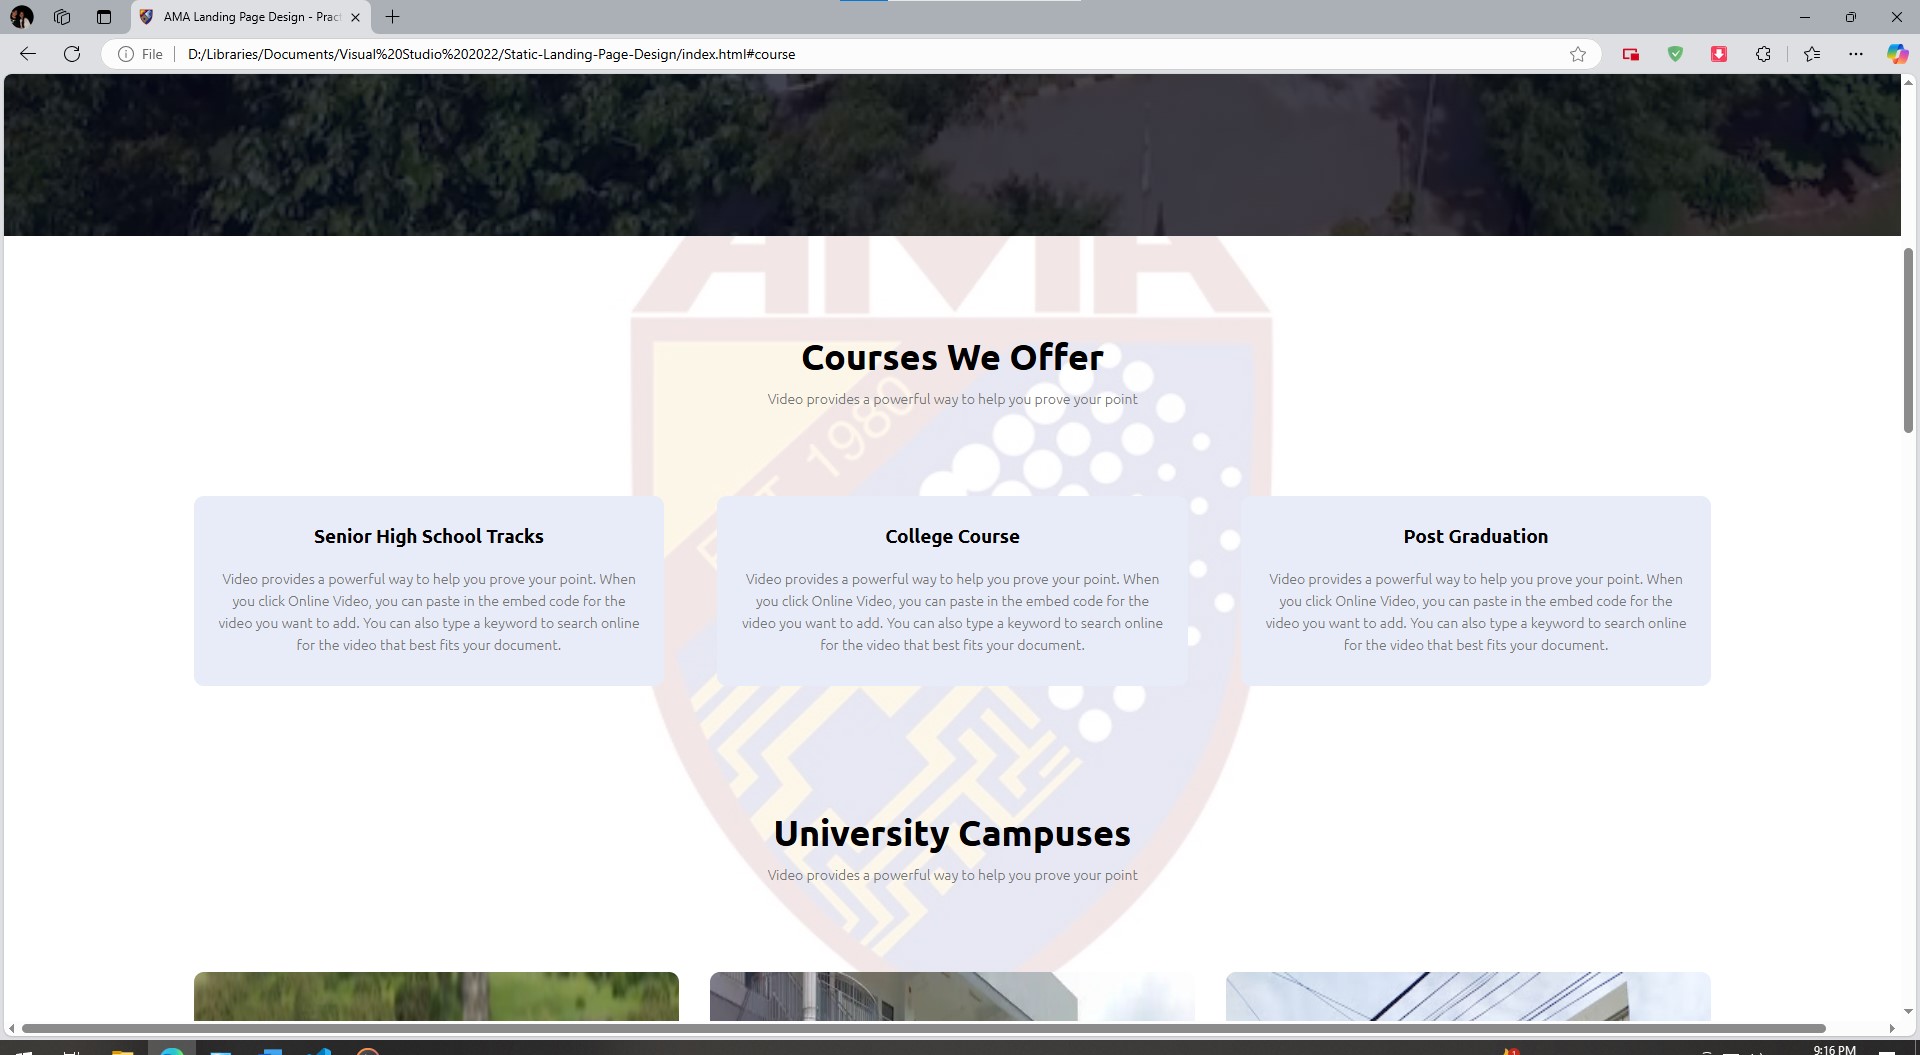 AMA Landing Page Design - Prac
File
D:/Libraries/Documents/Visual%20Studio%202022/Static-Landing-Page-Design/index.html#course
AMA
Courses We Offer
Video provides a powerful way to help you prove your point
1980
Senior High School Tracks
Video provides a powerful way to help you prove your point. When
you click Online Video, you can paste in the embed code for the
video you want to add. You can also type a keyword to search online
for the video that best fits your document.
College Course
Video provides a powerful way to help you prove your point. When
you click Online Video, you can paste in the embed code for the
video you want to add. You can also type a keyword to search online
for the video that best fits your document.
Post Graduation
Video provides a powerful way to help you prove your point. When
you click Online Video, you can paste in the embed code for the
video you want to add. You can also type a keyword to search online
for the video that best fits your document.
University Campuses
Video provides a powerful way to help you prove your point
9:16 PM